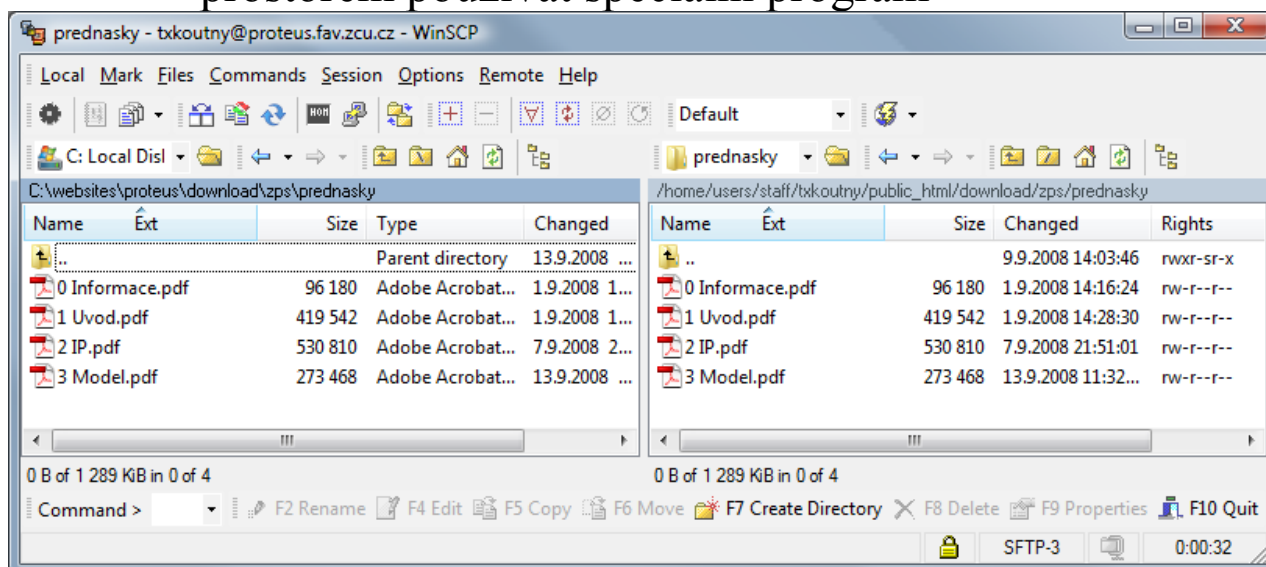 prostorem používat speciální program
prednasky - txkoutny@proteus.fav.zcu.cz - WinSCP
Local Mark Files Commands Session Options Remote Help
Default
C: Local Disl
prednasky
C:\websites\proteus\download\zps\prednasky
/home/users/staff/txkoutny/public_html/download/zps/prednasky
Name Ext Size Type Changed
Name Ext Size Changed Rights
.. Parent directory 13.9.2008 ...
.. 9.9.2008 14:03:46 rwxr-sr-x
0 Informace.pdf 96 180 Adobe Acrobat... 1.9.2008 1...
0 Informace.pdf 96 180 1.9.2008 14:16:24 rw-r--r--
1 Uvod.pdf 419 542 Adobe Acrobat... 1.9.2008 1...
1 Uvod.pdf 419 542 1.9.2008 14:28:30 rw-r--r--
2 IP.pdf 530 810 Adobe Acrobat... 7.9.2008 2...
2 IP.pdf 530 810 7.9.2008 21:51:01 rw-r--r--
3 Model.pdf 273 468 Adobe Acrobat... 13.9.2008 ...
3 Model.pdf 273 468 13.9.2008 11:32... rw-r--r--
0 B of 1 289 KiB in 0 of 4
0 B of 1 289 KiB in 0 of 4
Command > F2 Rename F4 Edit F5 Copy F6 Move F7 Create Directory F8 Delete F9 Properties F10 Quit
SFTP-3 0:00:32